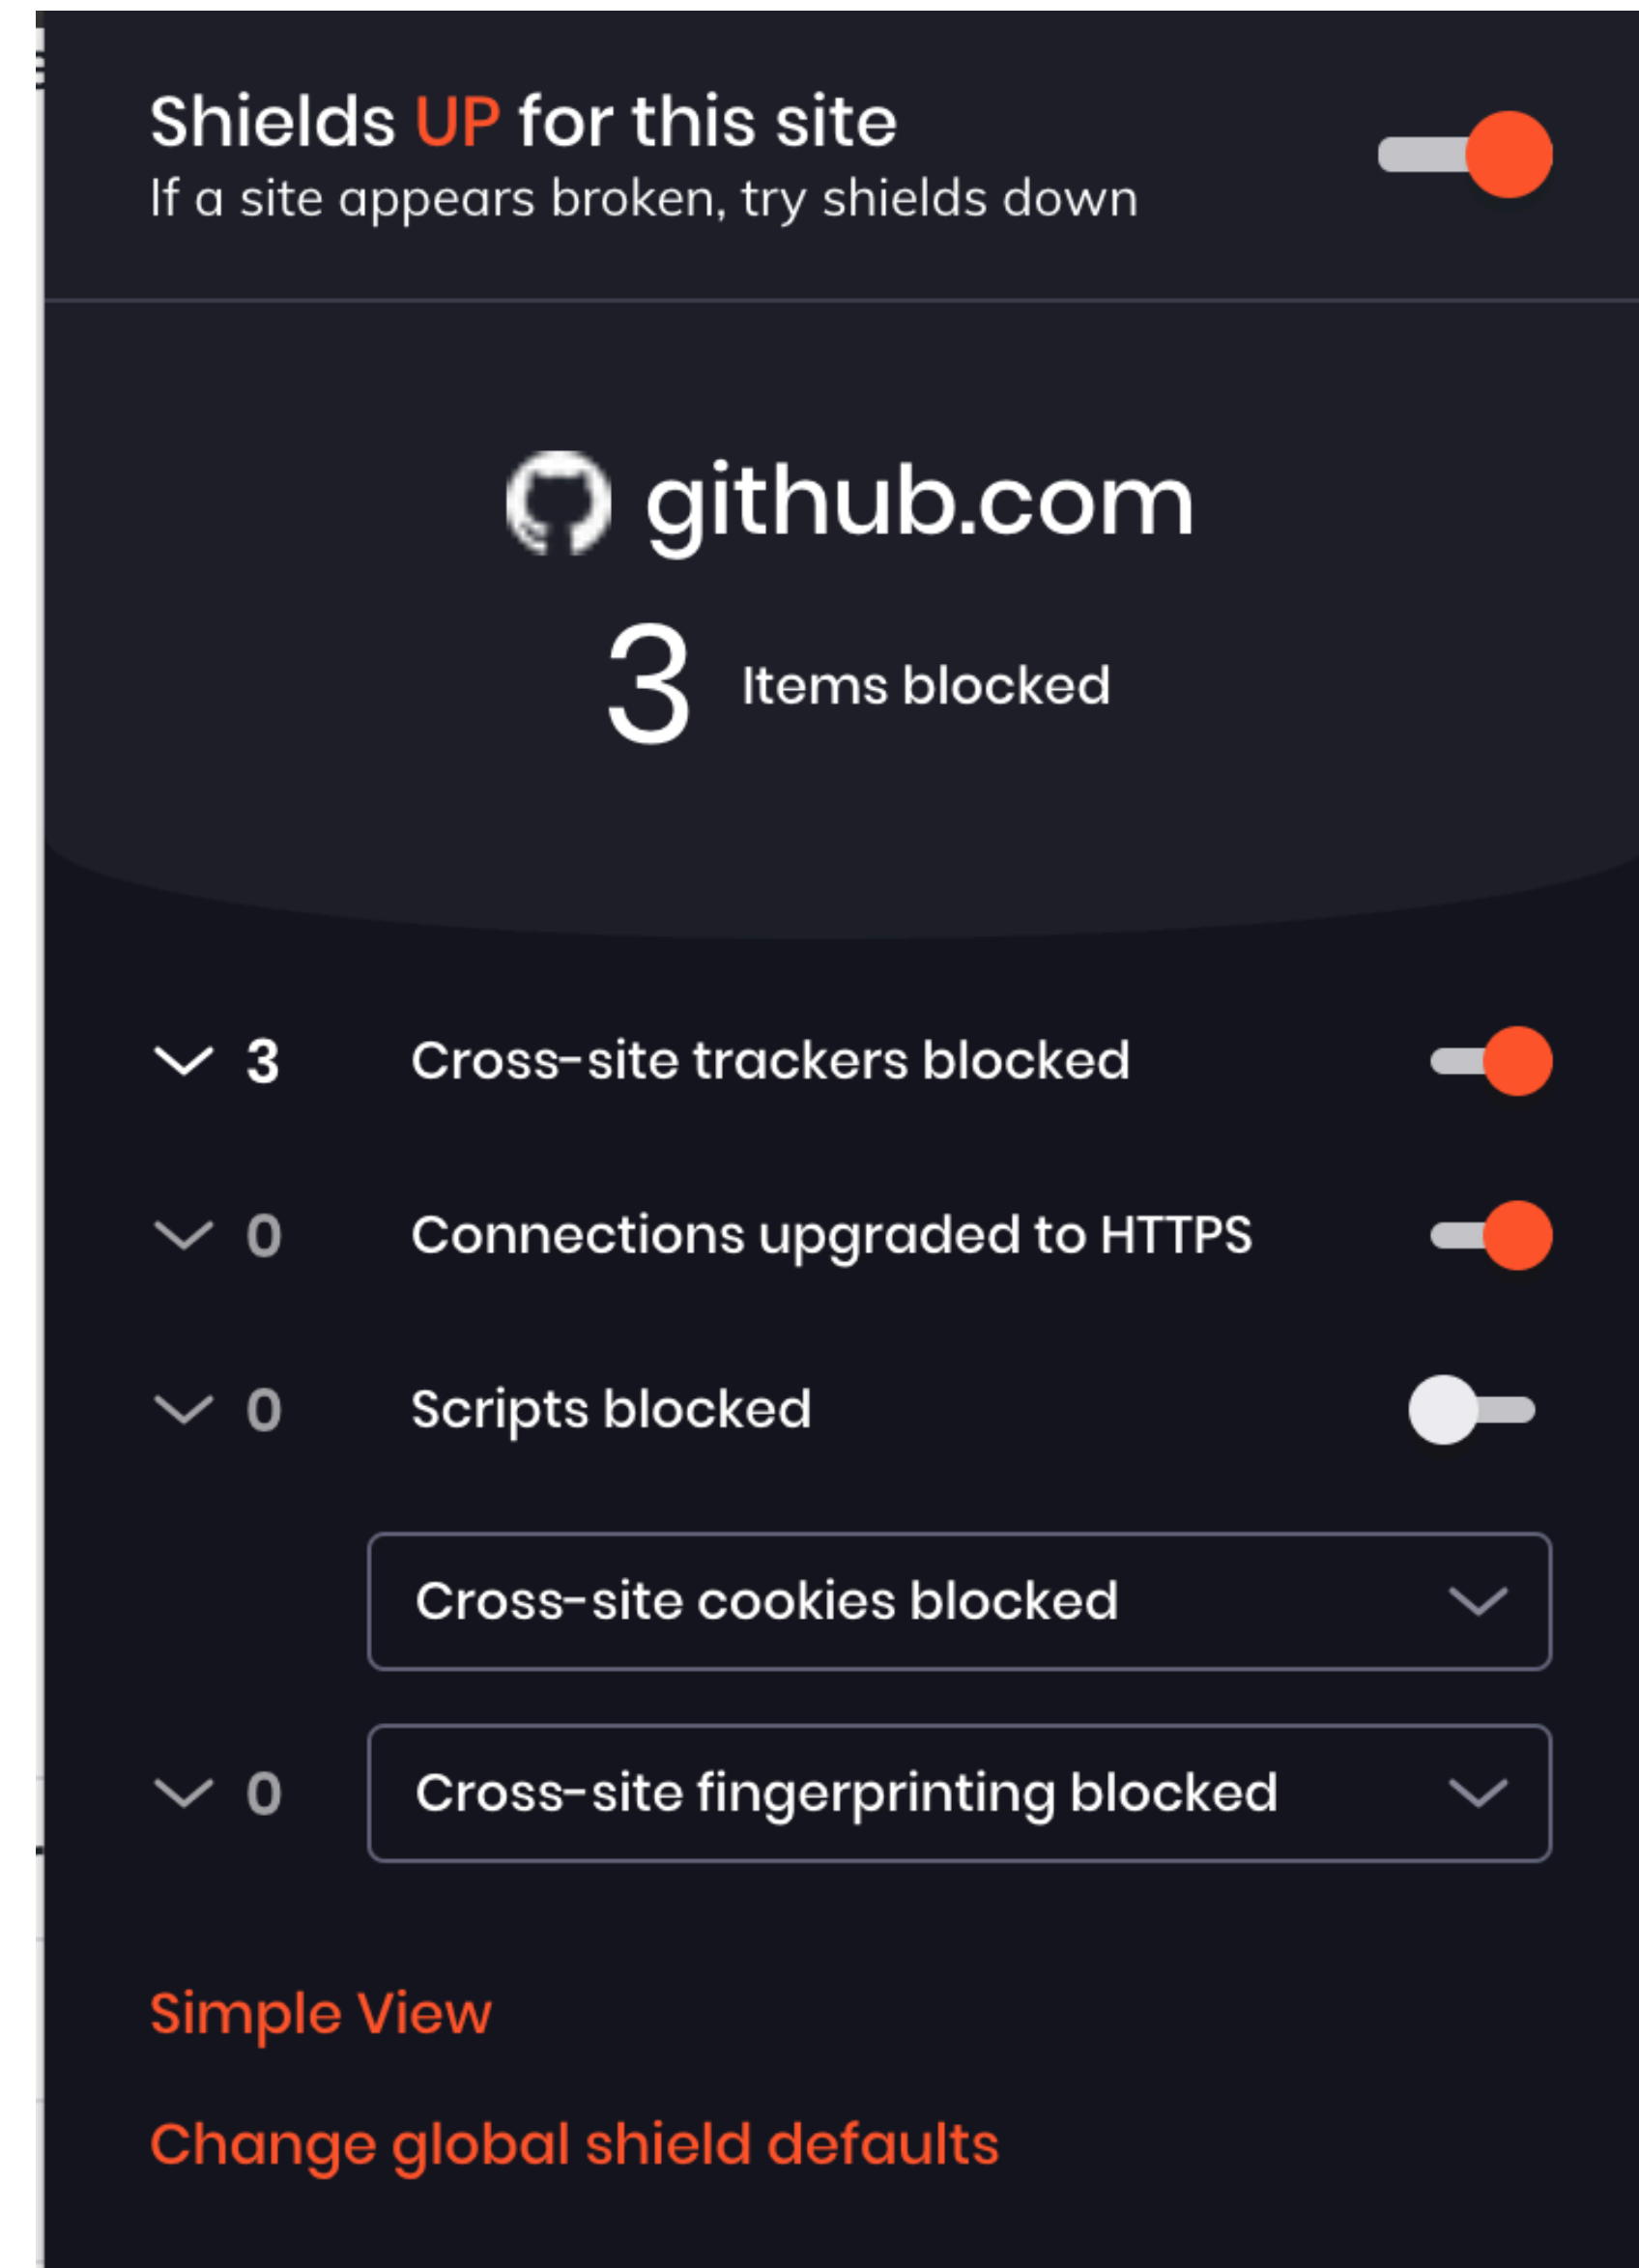 Shields UP for this site
If a site appears broken, try shields down
github.com
3 Items blocked
3 Cross-site trackers blocked
0 Connections upgraded to HTTPS
0 Scripts blocked
Cross-site cookies blocked
0 Cross-site fingerprinting blocked
Simple View
Change global shield defaults